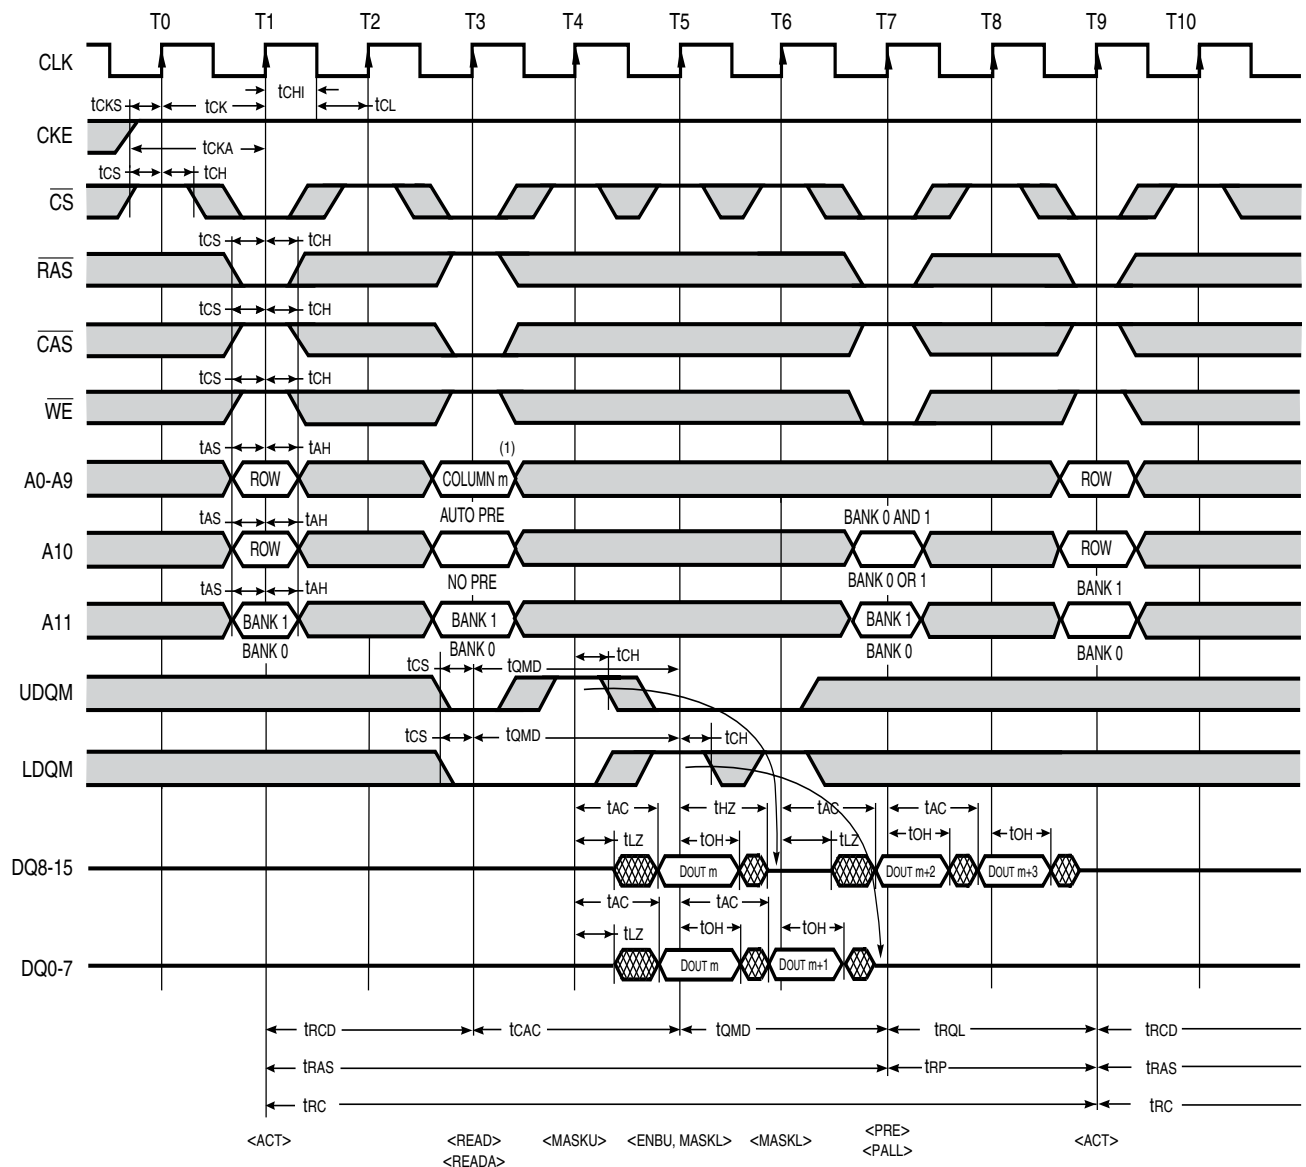 T0 T1 T2 T3 T4 T5 T6 T7 T8 T9 T10
CLK
tCHI
tCKS tCK tCL
CKE
tCKA
tCS tCH
CS
tCS tCH
RAS
tCS tCH
CAS
tCS tCH
WE
tAS tAH (1)
A0-A9 ROW COLUMN m ROW
tAS tAH AUTO PRE BANK 0 AND 1
A10 ROW ROW
NO PRE BANK 0 OR 1 BANK 1
tAS tAH
A11 BANK 1 BANK 1 BANK 1
BANK 0 BANK 0 BANK 0 BANK 0
tCS tQMD tCH
UDQM
tCS tQMD tCH
LDQM
tAC tHZ tAC tAC
tLZ tOH tLZ tOH tOH
DQ8-15 DOUT m DOUT m+2 DOUT m+3
tAC tAC
tLZ tOH tOH
DQ0-7 DOUT m DOUT m+1
tRCD tCAC tQMD tRQL tRCD
tRAS tRP tRAS
tRC tRC
<ACT> <READ> <MASKU> <ENBU, MASKL> <MASKL> <PRE> <ACT>
<READA> <PALL>